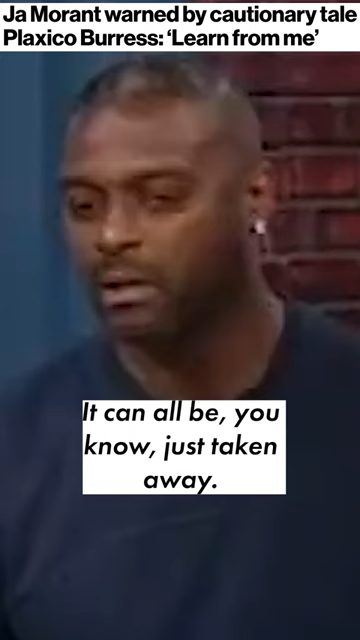 Ja Morant warned by cautionary tale
Plaxico Burress: ‘Learn from me’
It can all be, you
know, just taken
away.